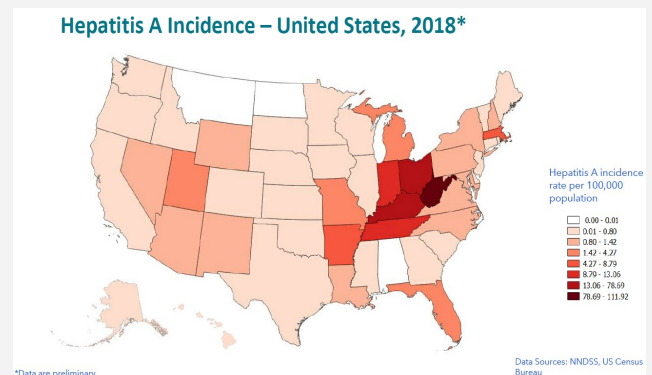 Hepatitis A Incidence – United States, 2018*
Hepatitis A incidence
rate per 100,000
population
0.00 - 0.01
0.01 - 0.80
0.80 - 1.42
1.42 - 4.27
4.27 - 8.79
8.79 - 13.06
13.06 - 78.69
78.69 - 111.92
Data Sources: NNDSS, US Census
Bureau
*Data are preliminary